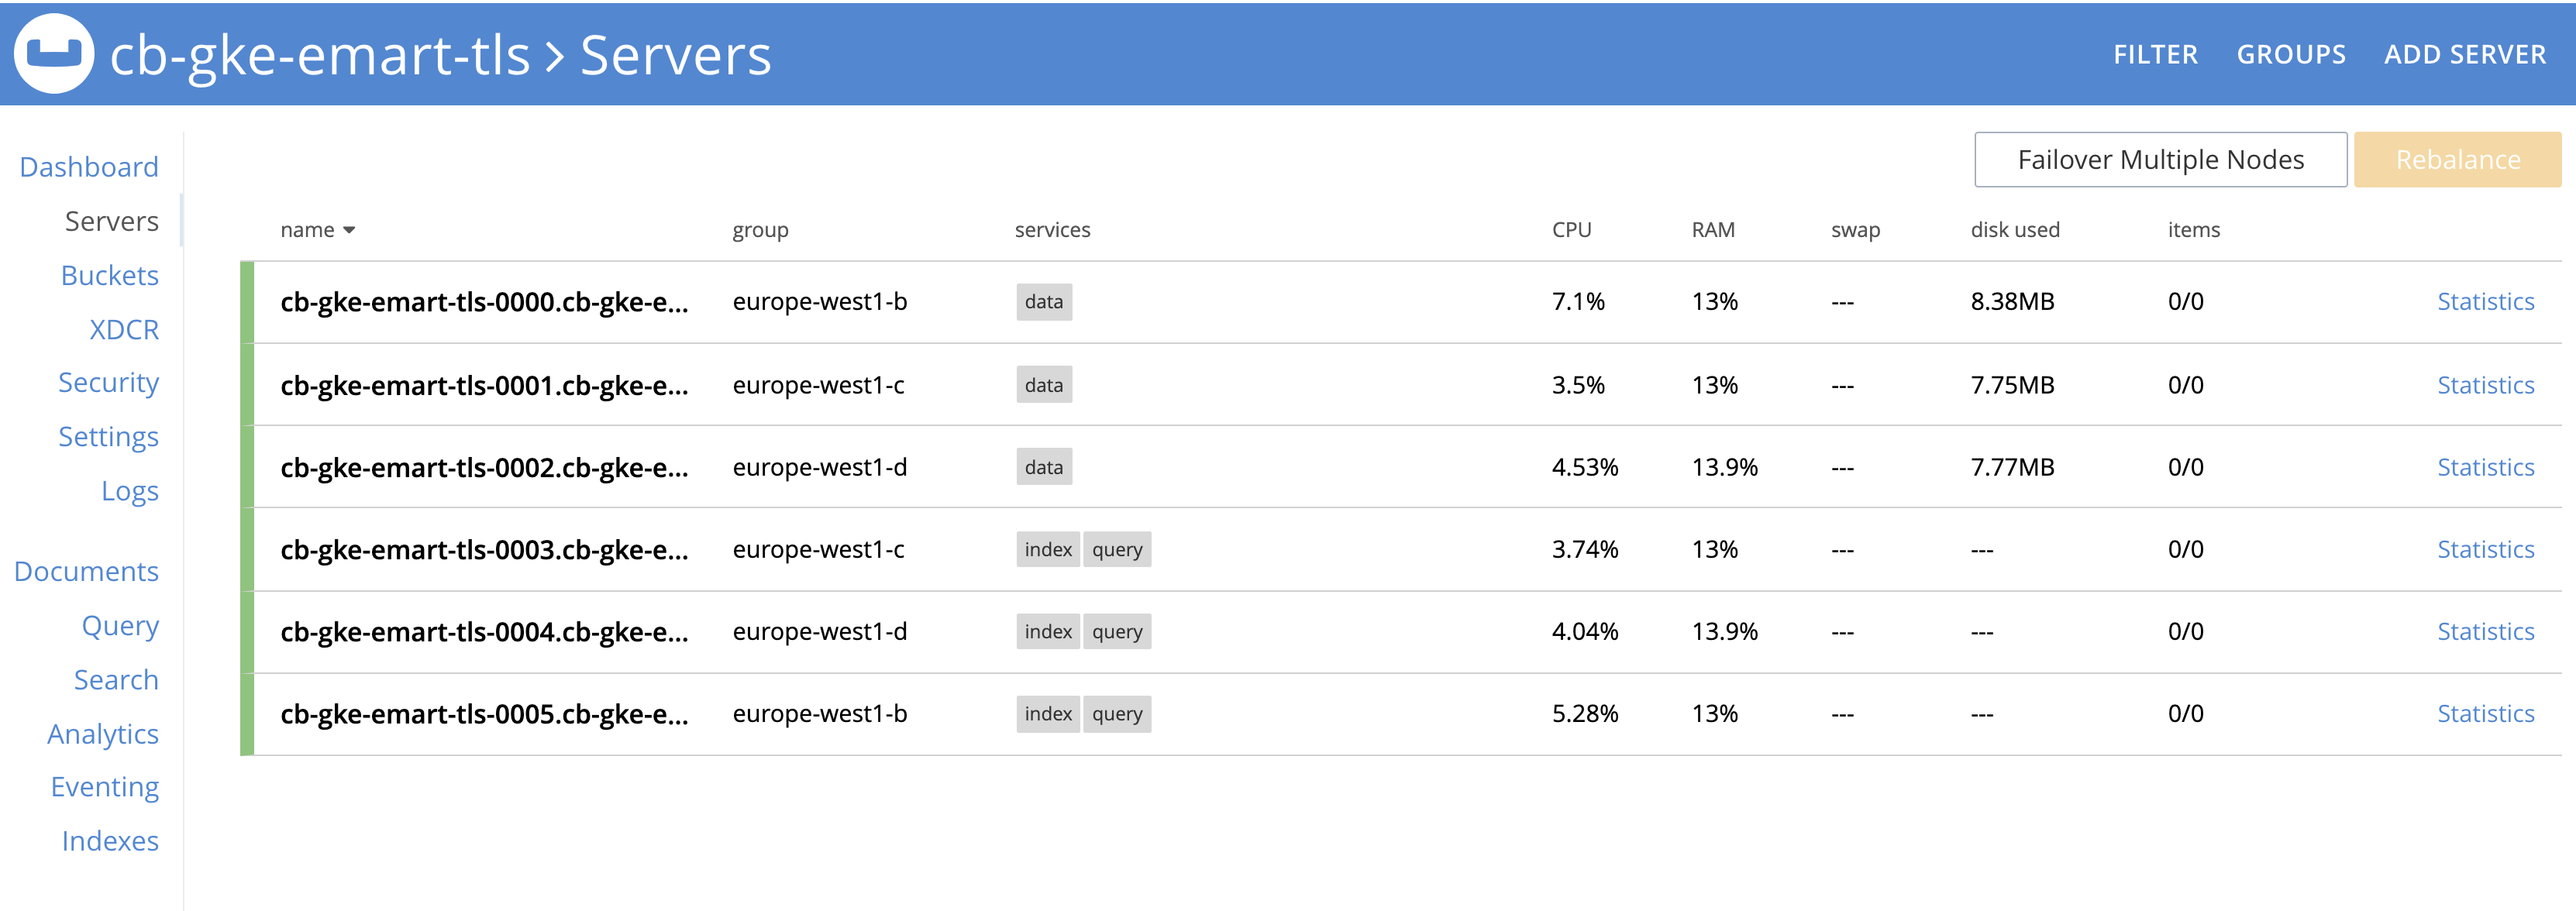 cb-gke-emart-tls > Servers
FILTER GROUPS ADD SERVER
Failover Multiple Nodes Rebalance
Dashboard
Servers
Buckets
XDCR
Security
Settings
Logs
Documents
Query
Search
Analytics
Eventing
Indexes
name group services CPU RAM swap disk used items
cb-gke-emart-tls-0000.cb-gke-e... europe-west1-b data 7.1% 13% --- 8.38MB 0/0 Statistics
cb-gke-emart-tls-0001.cb-gke-e... europe-west1-c data 3.5% 13% --- 7.75MB 0/0 Statistics
cb-gke-emart-tls-0002.cb-gke-e... europe-west1-d data 4.53% 13.9% --- 7.77MB 0/0 Statistics
cb-gke-emart-tls-0003.cb-gke-e... europe-west1-c index query 3.74% 13% --- --- 0/0 Statistics
cb-gke-emart-tls-0004.cb-gke-e... europe-west1-d index query 4.04% 13.9% --- --- 0/0 Statistics
cb-gke-emart-tls-0005.cb-gke-e... europe-west1-b index query 5.28% 13% --- --- 0/0 Statistics